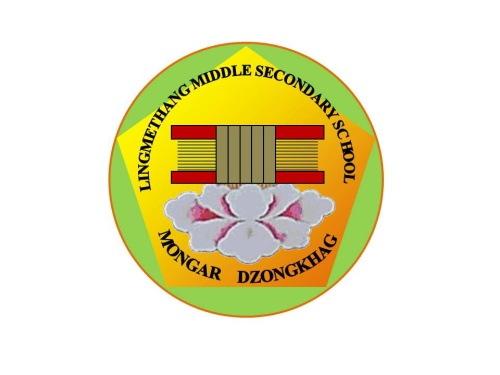 LINGMETHANG MIDDLE SECONDARY SCHOOL
MONGAR DZONGKHAG